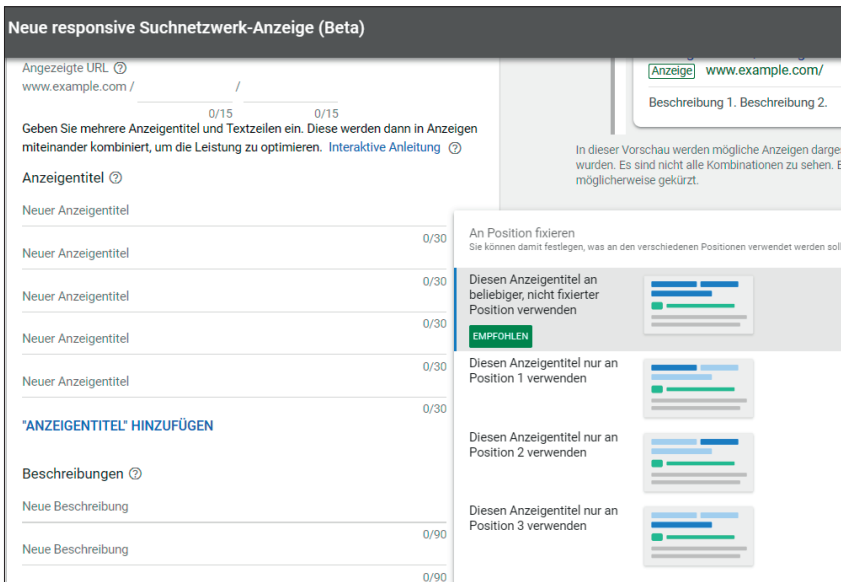 Neue responsive Suchnetzwerk-Anzeige (Beta)
Angezeigte URL
www.example.com /
/
0/15
0/15
Geben Sie mehrere Anzeigentitel und Textzeilen ein. Diese werden dann in Anzeigen
miteinander kombiniert, um die Leistung zu optimieren. Interaktive Anleitung
Anzeigentitel
Neuer Anzeigentitel
0/30
Neuer Anzeigentitel
0/30
Neuer Anzeigentitel
0/30
Neuer Anzeigentitel
0/30
Neuer Anzeigentitel
0/30
"ANZEIGENTITEL" HINZUFÜGEN
Beschreibungen
Neue Beschreibung
0/90
Neue Beschreibung
0/90
Anzeige www.example.com/
Beschreibung 1. Beschreibung 2.
In dieser Vorschau werden mögliche Anzeigen
wurden. Es sind nicht alle Kombinationen zu sehen.
möglicherweise gekürzt.
An Position fixieren
Sie können damit festlegen, was an den verschiedenen Positionen verwendet werden soll
Diesen Anzeigentitel an
beliebiger, nicht fixierter
Position verwenden
EMPFOHLEN
Diesen Anzeigentitel nur an
Position 1 verwenden
Diesen Anzeigentitel nur an
Position 2 verwenden
Diesen Anzeigentitel nur an
Position 3 verwenden